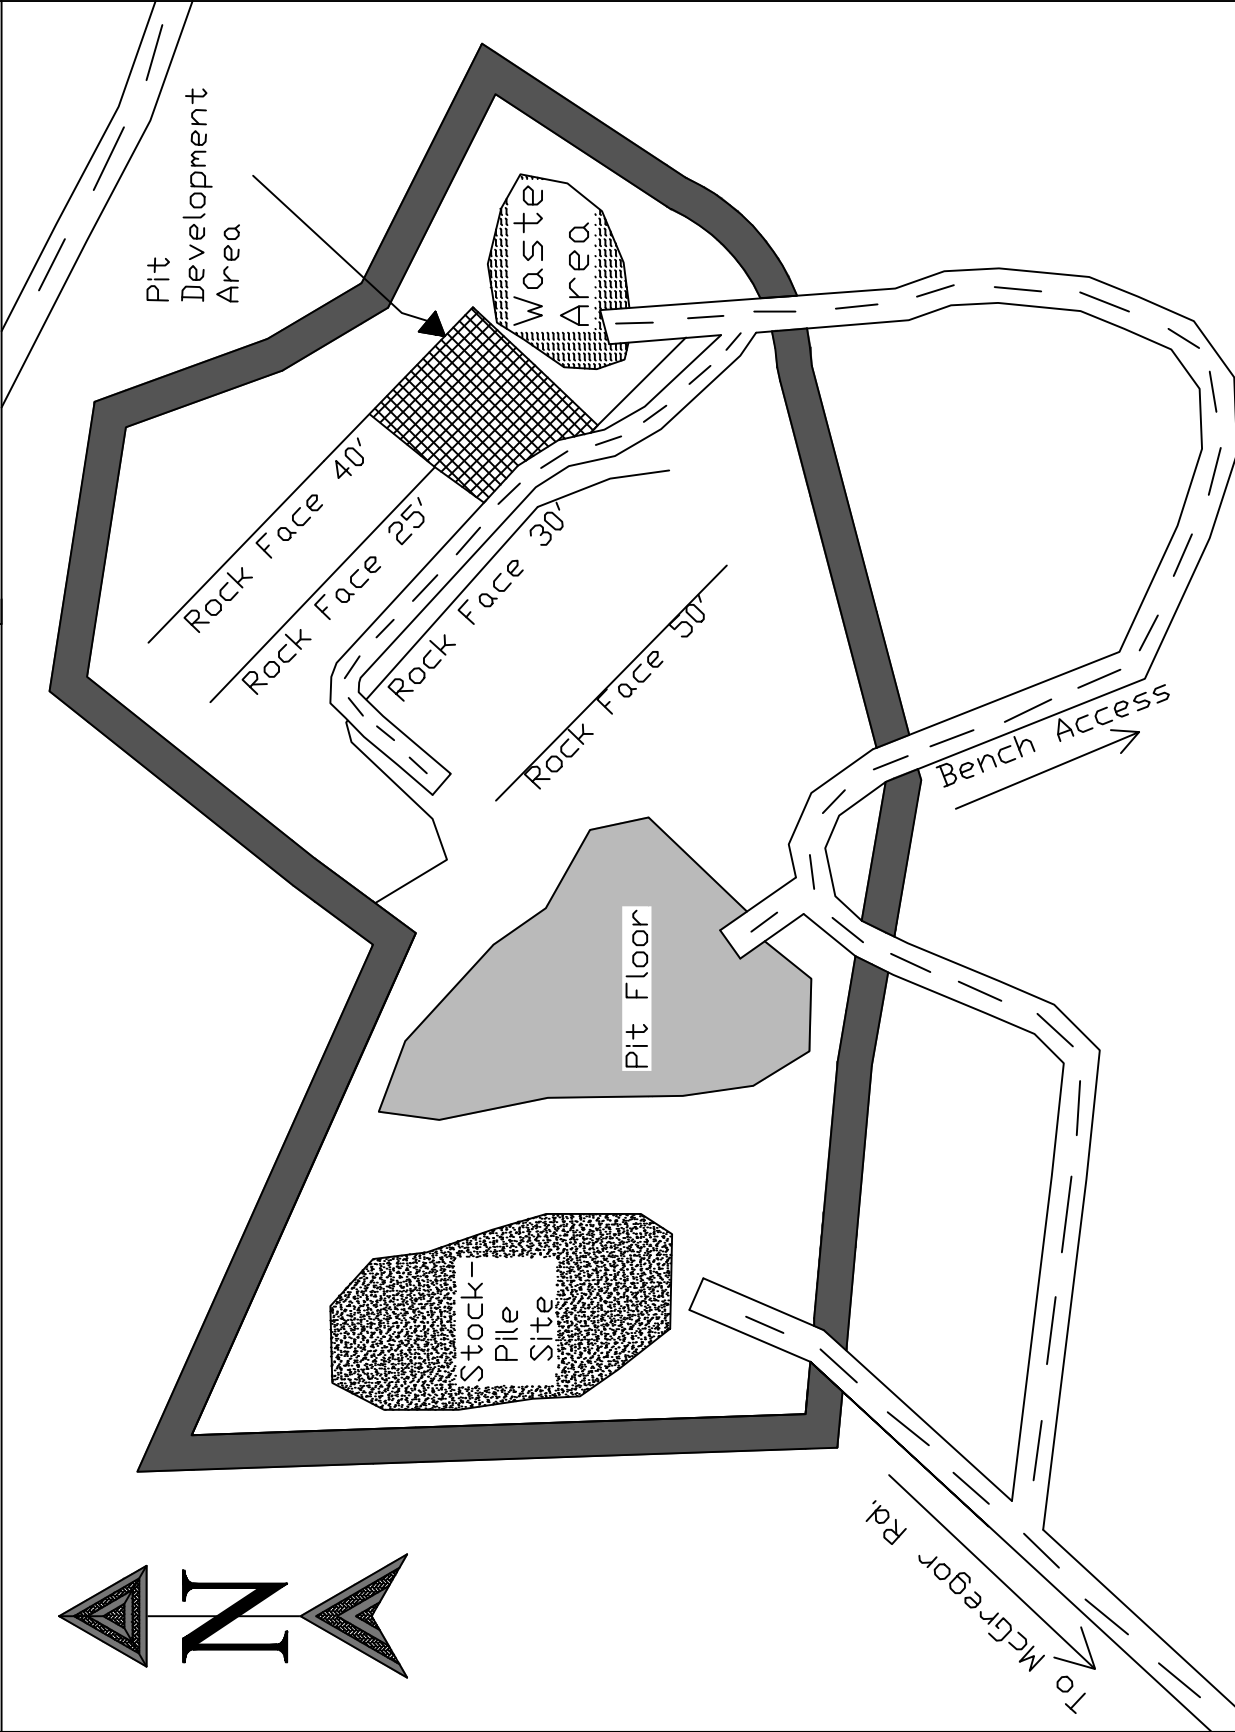 Pit
Development
Area
Waste
Area
Rock Face 40'
Rock Face 25'
Rock Face 30'
Rock Face 50'
Bench Access
Pit Floor
Stock-
Pile
Site
To McGregor Rd.
N